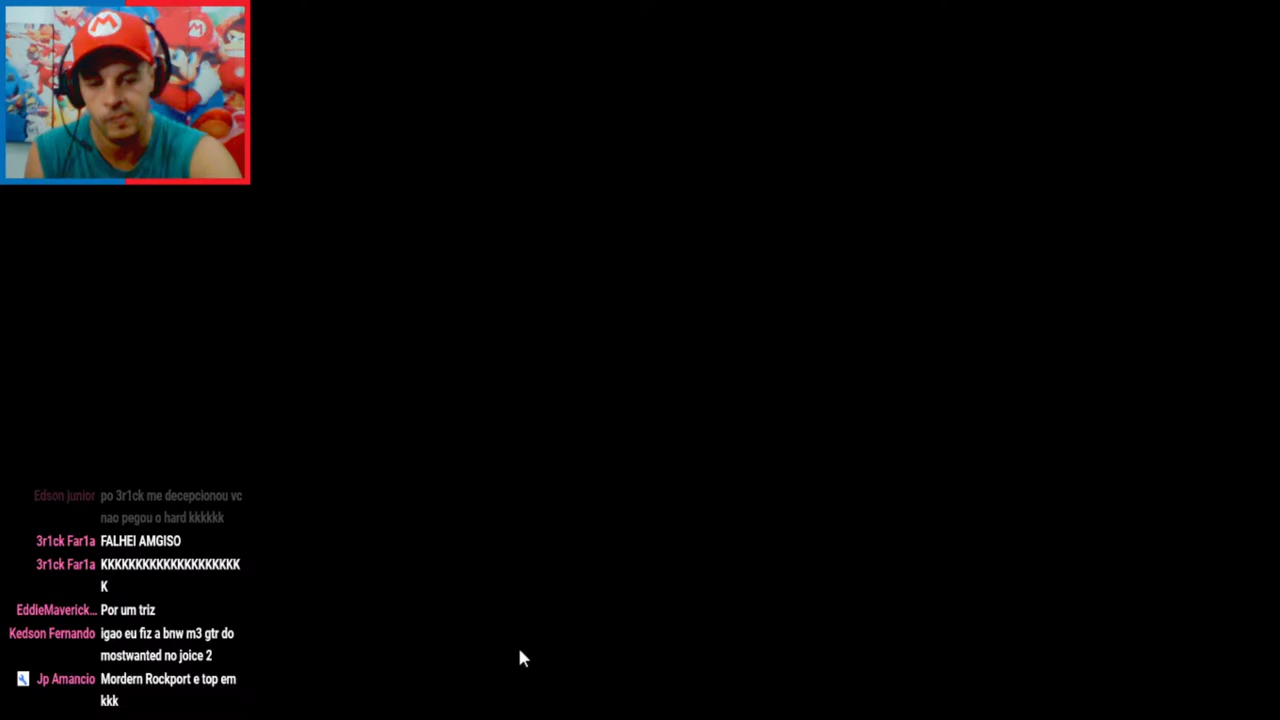 M
M
Edson junior po 3r1ck me decepcionou vc
nao pegou o hard kkkkkk
3r1ck Far1a FALHEI AMGISO
3r1ck Far1a KKKKKKKKKKKKKKKKKKKK
K
EddieMaverick... Por um triz
Kedson Fernando igao eu fiz a bnw m3 gtr do
mostwanted no joice 2
Jp Amancio Mordern Rockport e top em
kkk